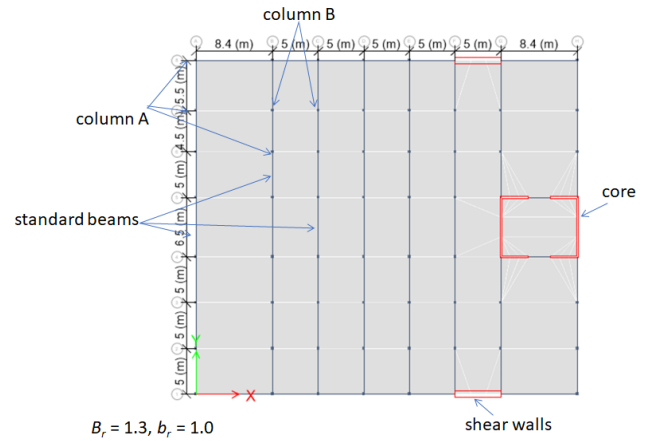 column B
8.4 (m) 5 (m) 5 (m) 5 (m) 5 (m) 5 (m) 8.4 (m)
5.5 (m)
column A
4.5 (m)
5 (m)
core
standard beams
6.5 (m)
5 (m)
5 (m)
Y
5 (m)
X
Br = 1.3, br = 1.0
shear walls